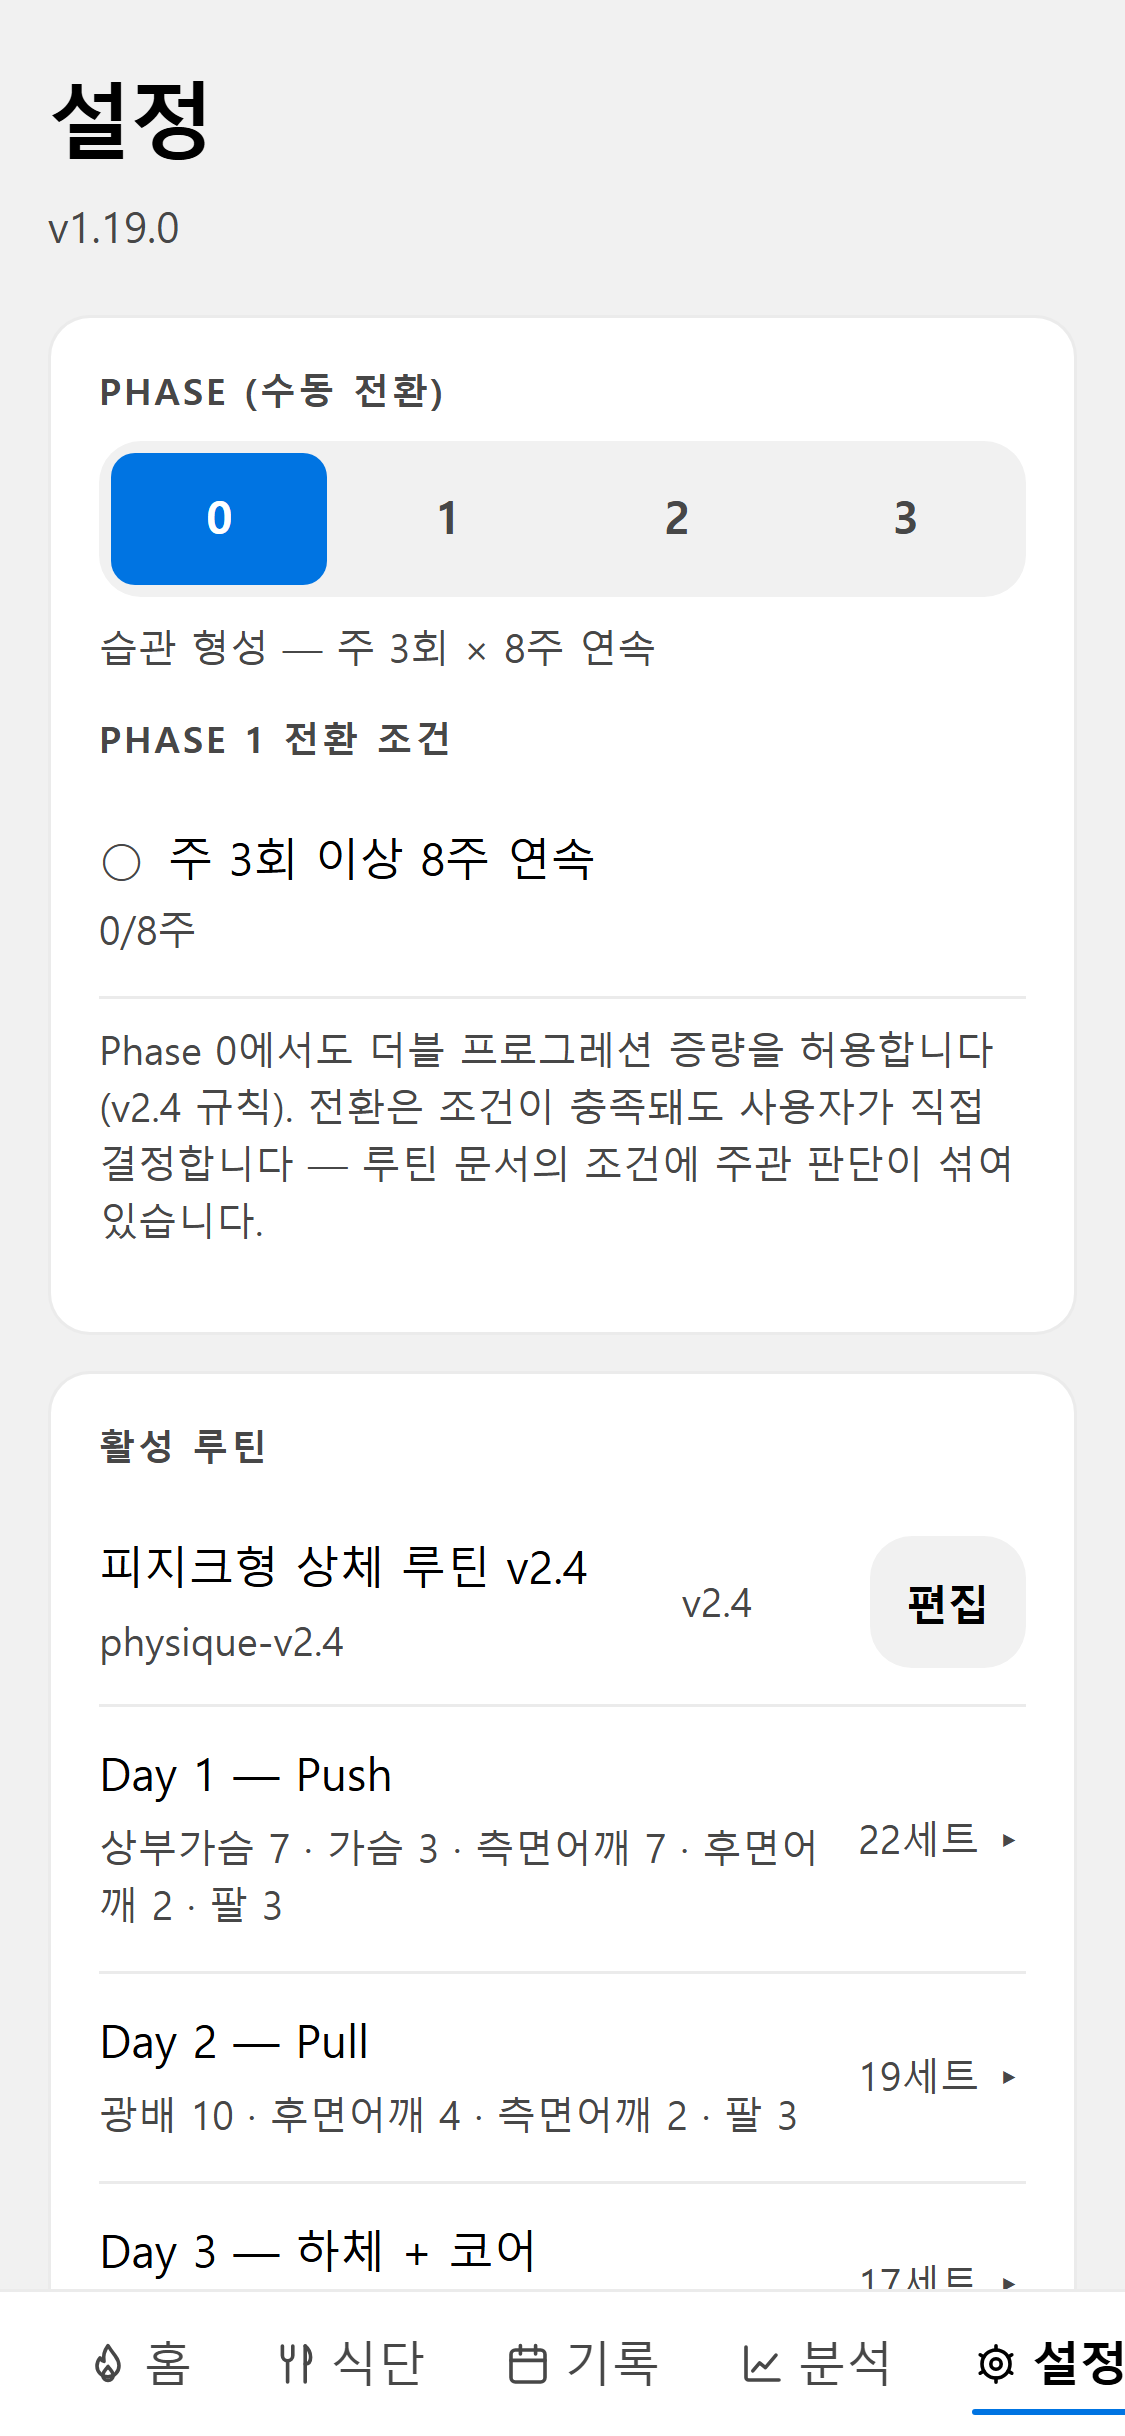 설정
v1.19.0
PHASE (수동 전환)
0 1 2 3
습관 형성 — 주 3회 × 8주 연속
PHASE 1 전환 조건
○ 주 3회 이상 8주 연속
0/8주
Phase 0에서도 더블 프로그레션 증량을 허용합니다
(v2.4 규칙). 전환은 조건이 충족돼도 사용자가 직접
결정합니다 — 루틴 문서의 조건에 주관 판단이 섞여
있습니다.
활성 루틴
피지크형 상체 루틴 v2.4
physique-v2.4
v2.4
편집
Day 1 — Push
상부가슴 7 · 가슴 3 · 측면어깨 7 · 후면어
깨 2 · 팔 3
22세트 ▸
Day 2 — Pull
광배 10 · 후면어깨 4 · 측면어깨 2 · 팔 3
19세트 ▸
Day 3 — 하체 + 코어
17세트 ▸
홈 식단 기록 분석 설정